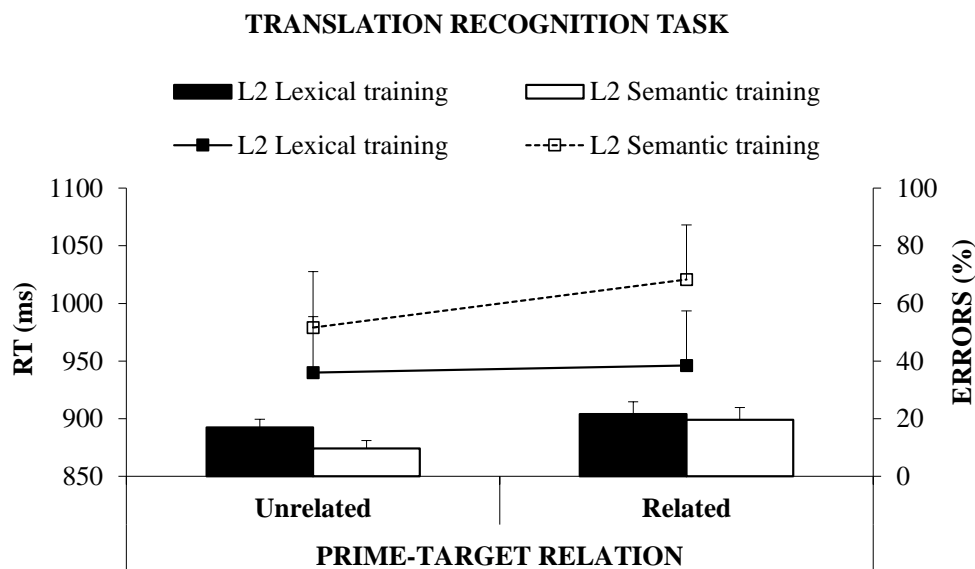 TRANSLATION RECOGNITION TASK
L2 Lexical training
L2 Semantic training
L2 Lexical training
L2 Semantic training
1100
1050
1000
950
900
850
RT (ms)
100
80
60
40
20
0
ERRORS (%)
Unrelated
Related
PRIME-TARGET RELATION